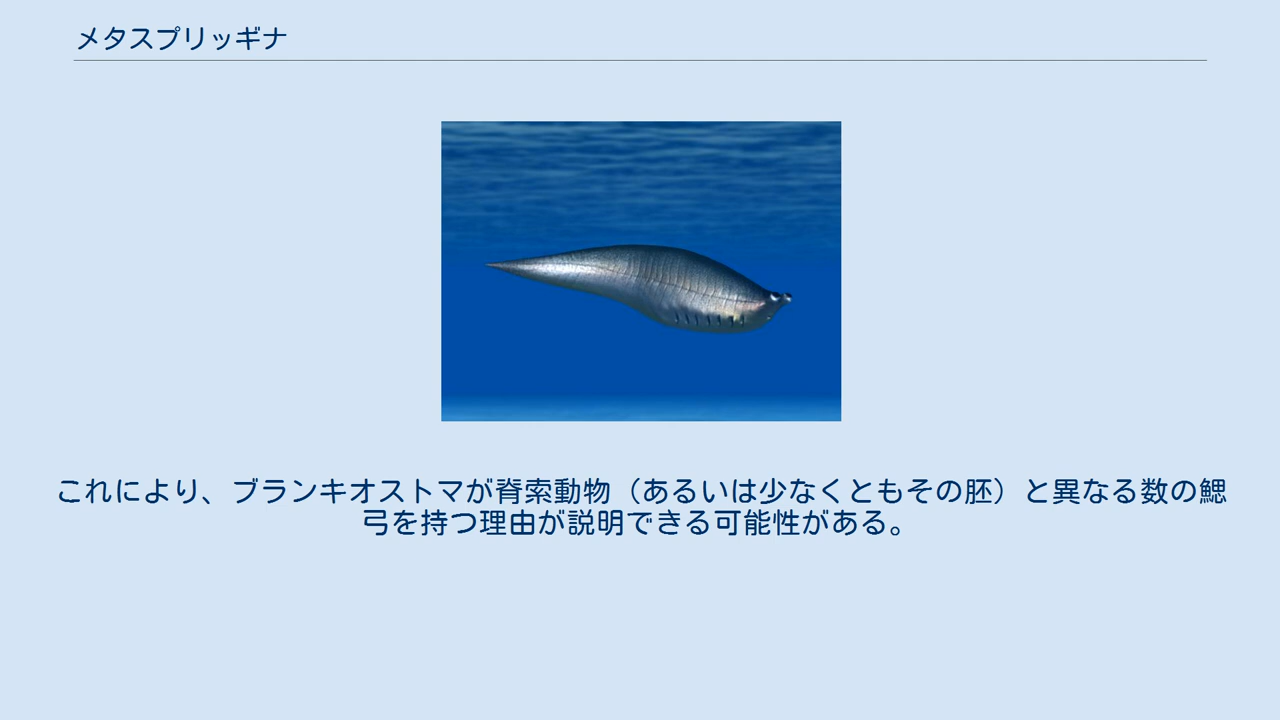 メタスプリッギナ
これにより、ブランキオストマが脊索動物（あるいは少なくともその胚）と異なる数の鰓
弓を持つ理由が説明できる可能性がある。